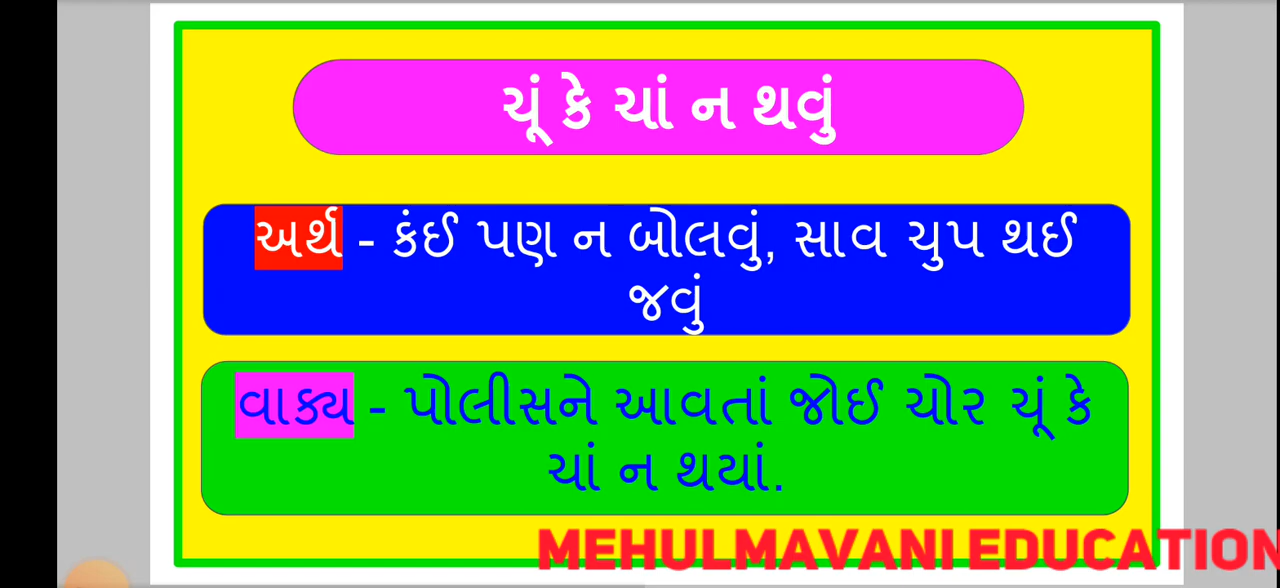 ચૂં કે ચાં ન થવું
અર્થ - કંઈ પણ ન બોલવું, સાવ ચુપ થઈ
જવું
વાક્ય - પોલીસને આવતાં જોઈ ચોર ચૂં કે
ચાં ન થયાં.
MEHULMAVANI EDUCATION